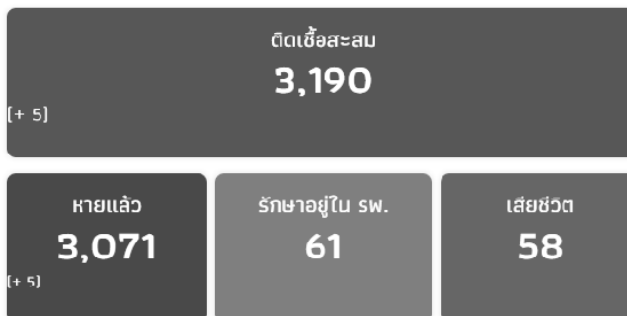 ติดเชื้อสะสม
3,190
[+ 5]
หายแล้ว
3,071
[+ 5]
รักษาอยู่ใน รพ.
61
เสียชีวิต
58